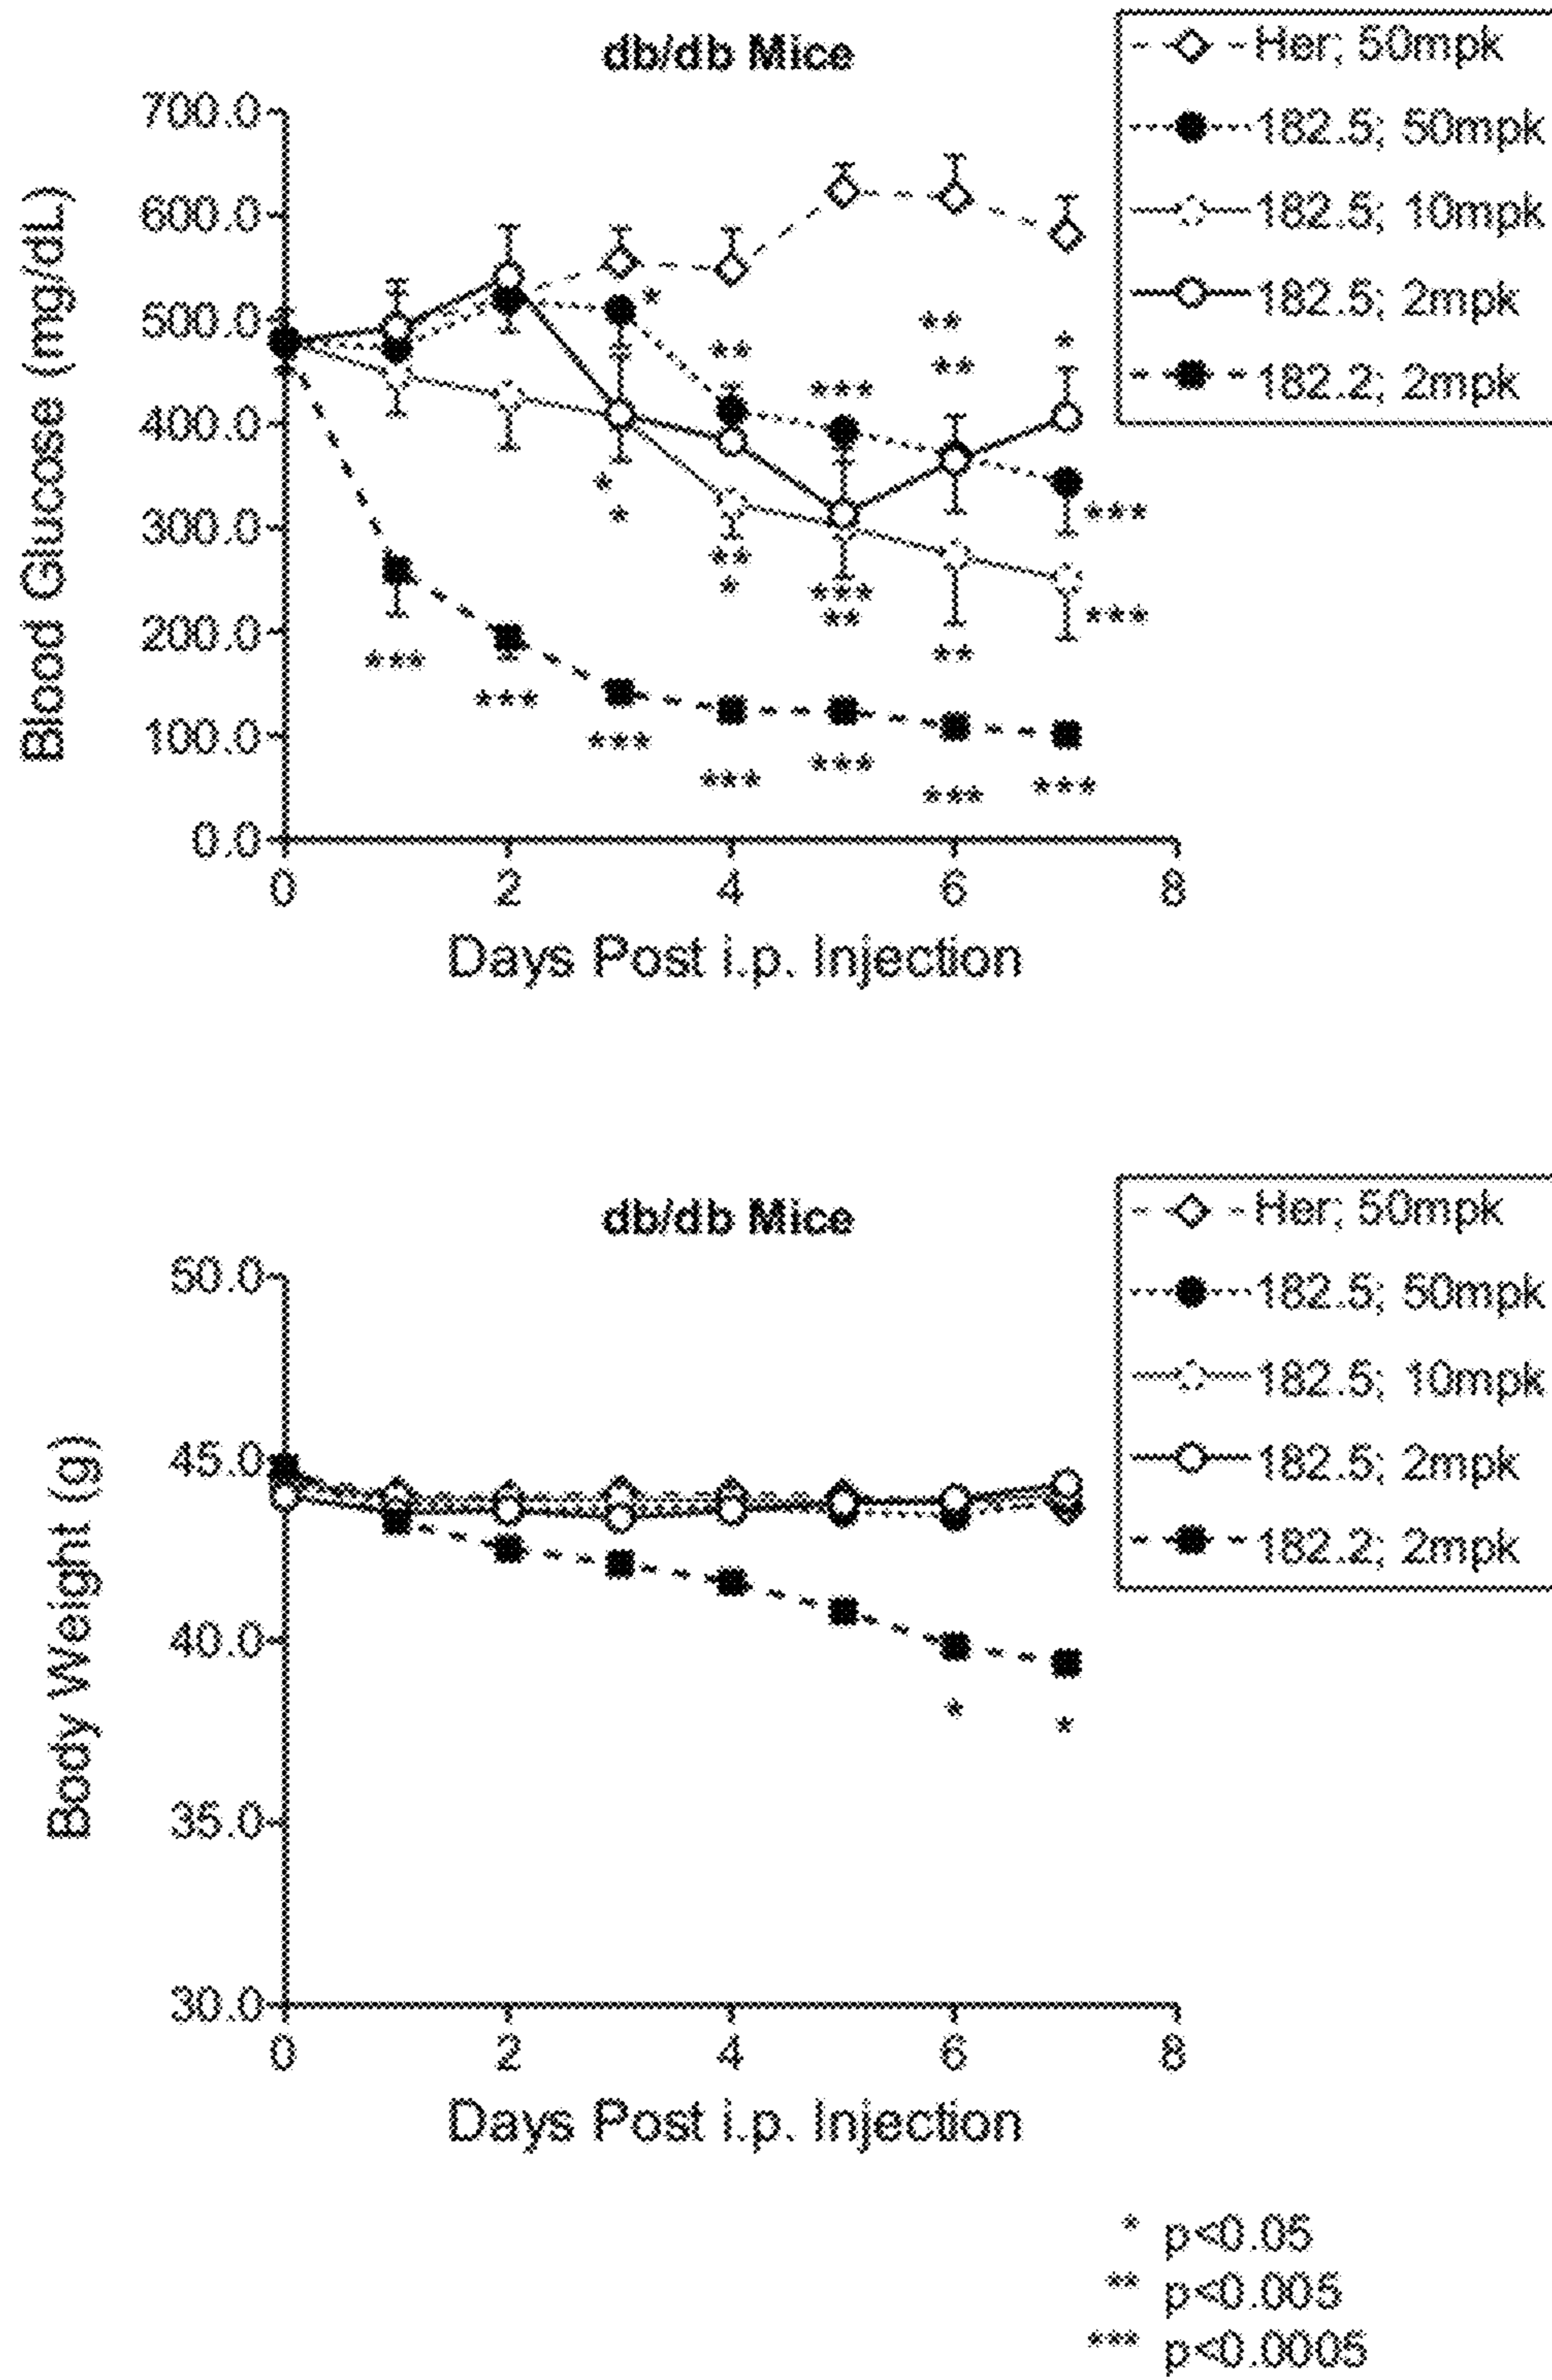 db/db Mice
Her; 50mpk
182.5; 50mpk
182.5; 10mpk
182.5; 2mpk
182.2; 2mpk
Blood Glucose (mg/dL)
700.0
600.0
500.0
400.0
300.0
200.0
100.0
0.0
*
**
***
**
**
*
*
*
**
*
***
**
**
***
***
***
***
***
***
***
***
***
0 2 4 6 8
Days Post i.p. Injection
db/db Mice
Her; 50mpk
182.5; 50mpk
182.5; 10mpk
182.5; 2mpk
182.2; 2mpk
Body Weight (g)
50.0
45.0
40.0
35.0
30.0
*
*
0 2 4 6 8
Days Post i.p. Injection
* p<0.05
** p<0.005
*** p<0.0005